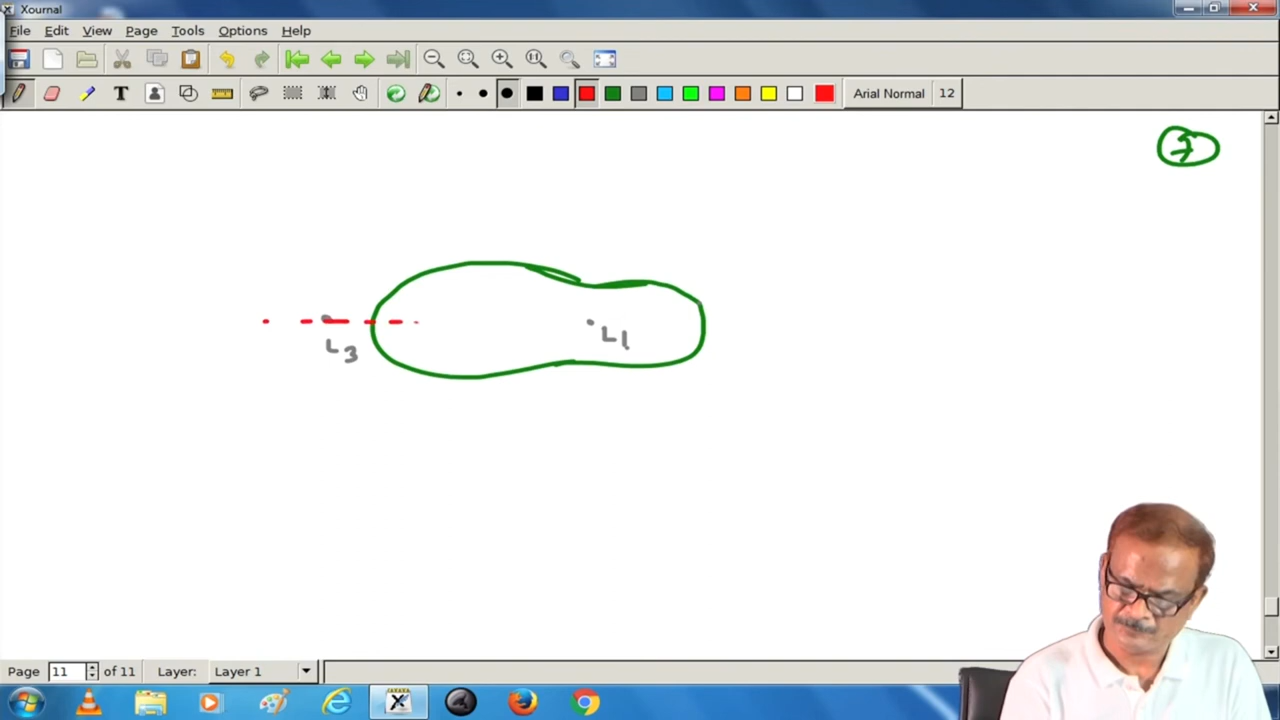 Xournal
File Edit View Page Tools Options Help
Arial Normal 12
7
L3
L1
Page 11 of 11 Layer: Layer 1